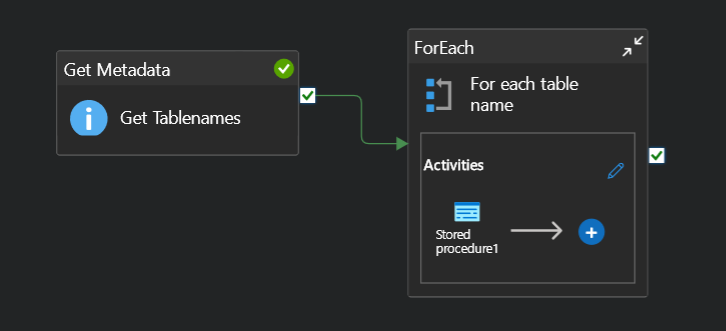 Get Metadata
Get Tablenames
ForEach
For each table
name
Activities
Stored
procedure1